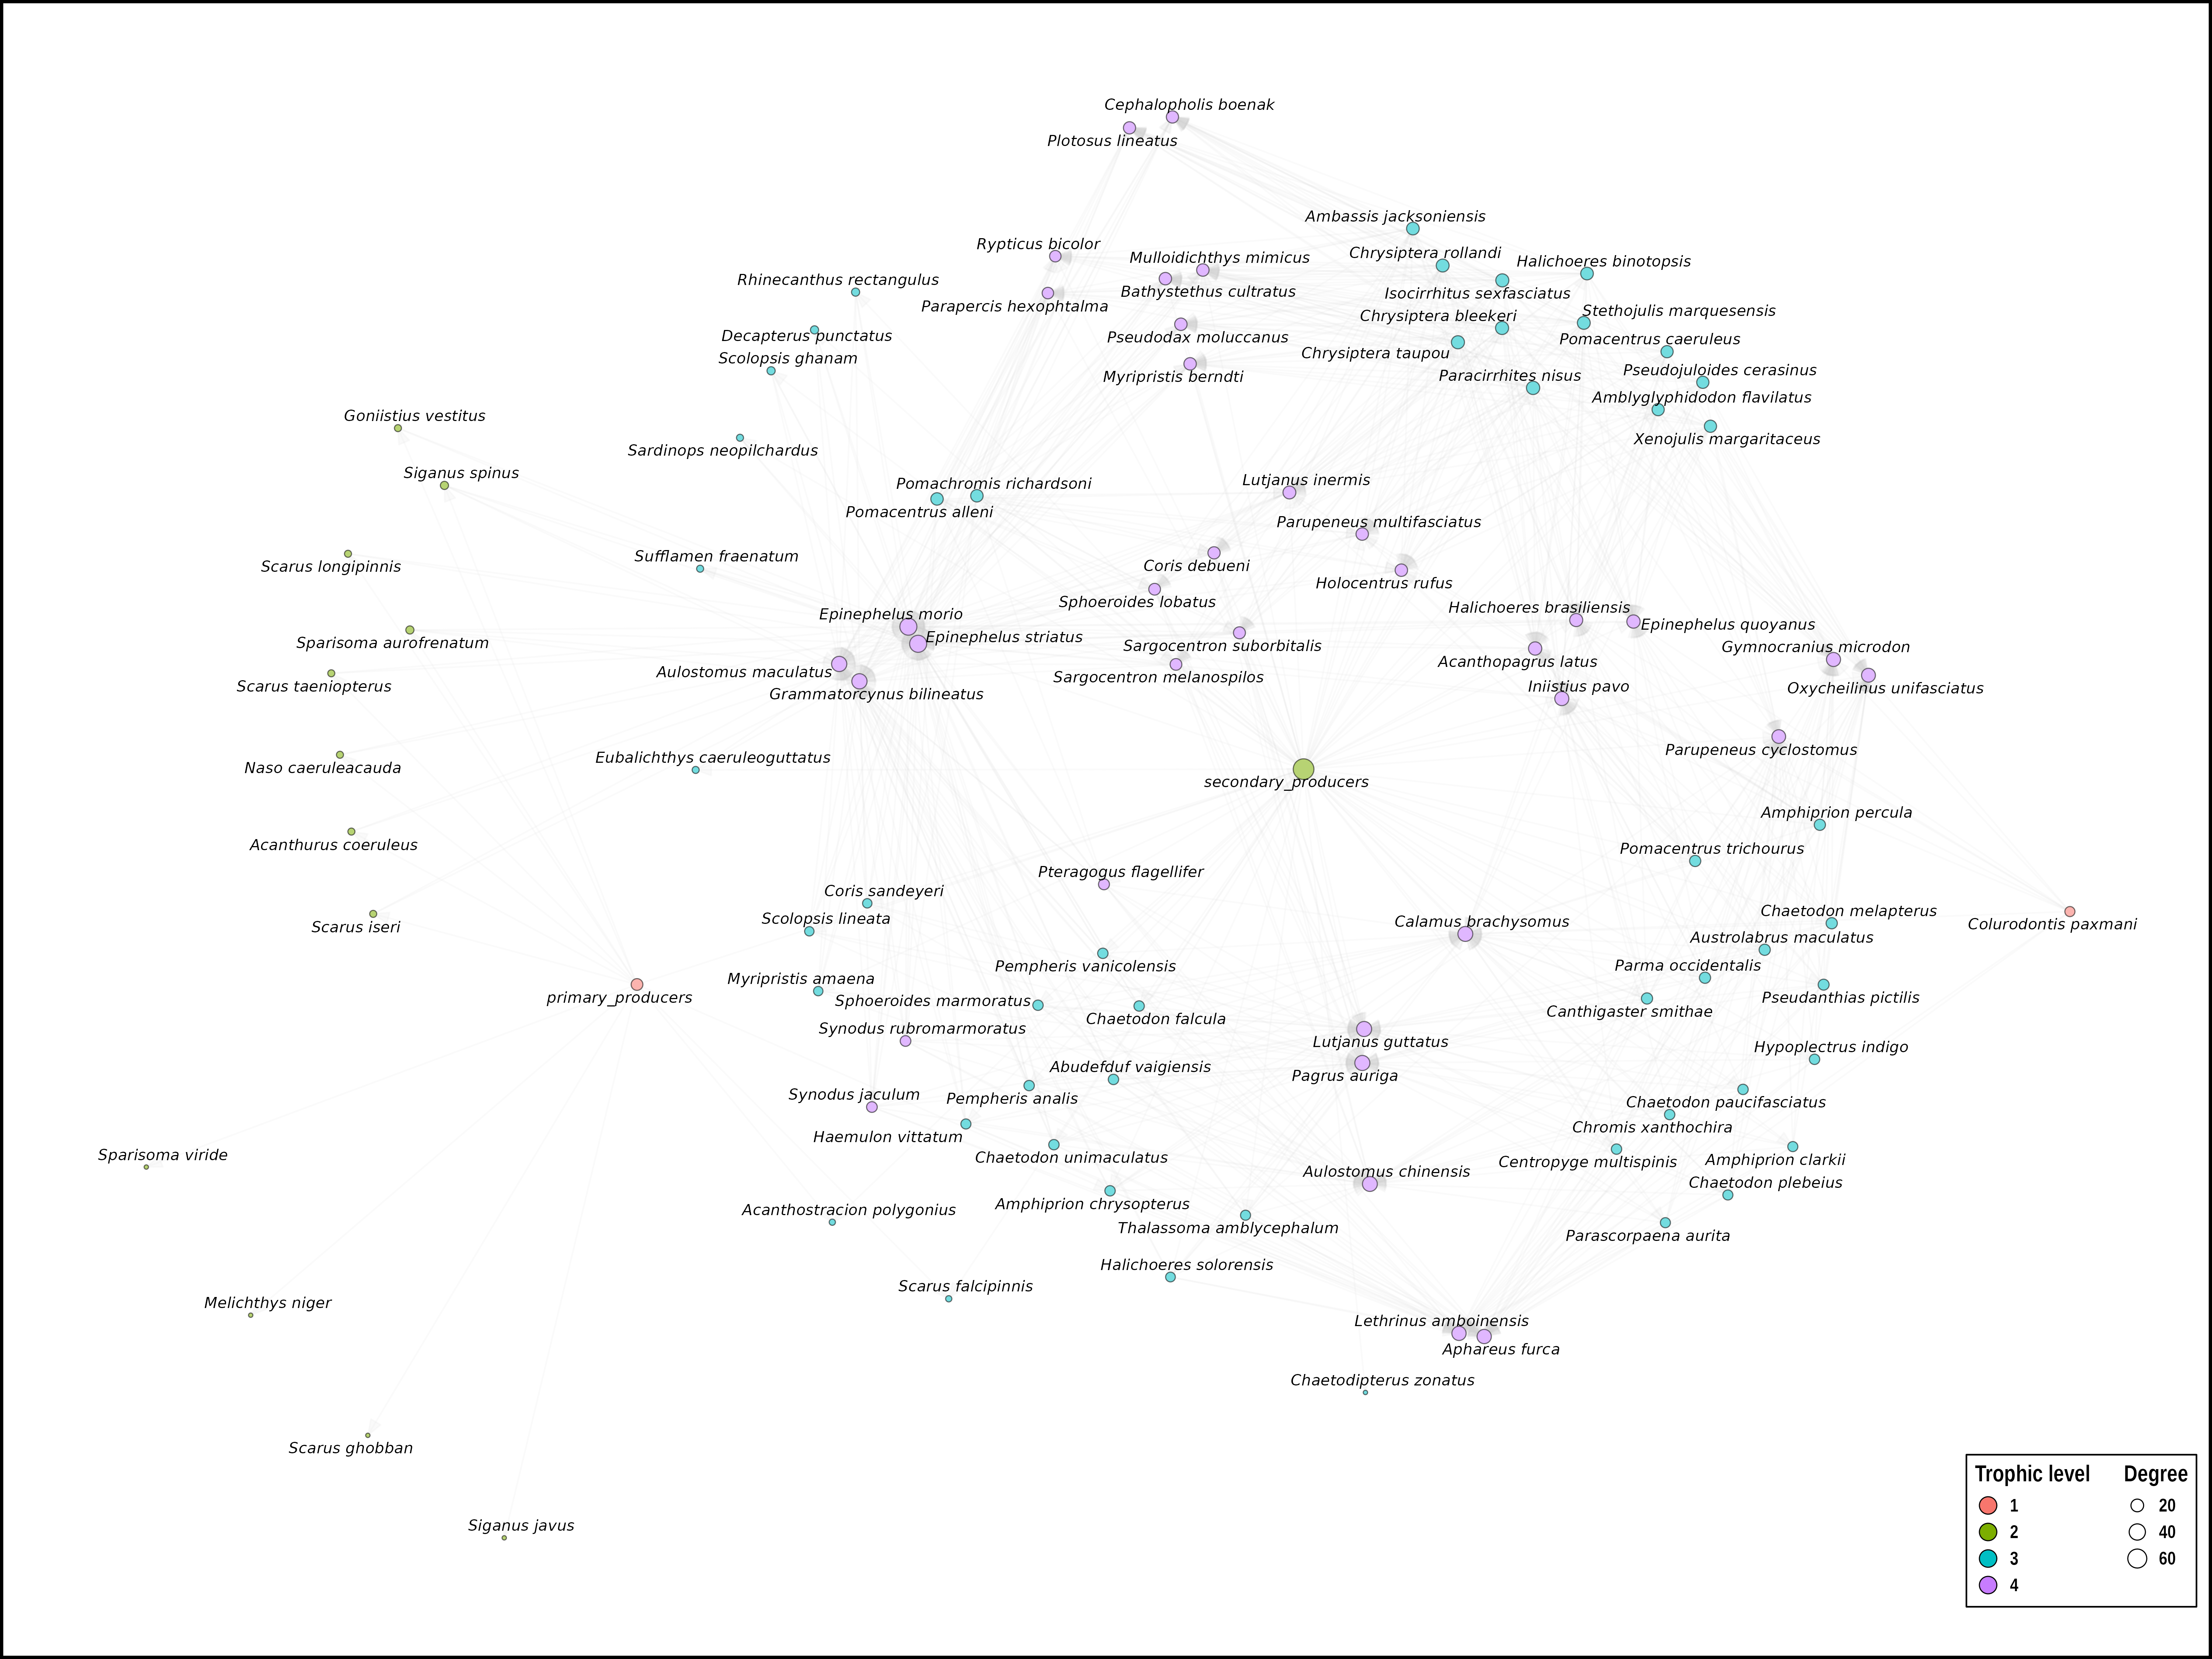 Cephalopholis boenak
Plotosus lineatus
Ambassis jacksoniensis
Rypticus bicolor
Chrysiptera rollandi
Mulloidichthys mimicus
Halichoeres binotopsis
Rhinecanthus rectangulus
Bathystethus cultratus
Isocirrhitus sexfasciatus
Parapercis hexophtalma
Stethojulis marquesensis
Chrysiptera bleekeri
Decapterus punctatus
Pseudodax moluccanus
Pomacentrus caeruleus
Chrysiptera taupou
Scolopsis ghanam
Pseudojuloides cerasinus
Myripristis berndti
Paracirrhites nisus
Amblyglyphidodon flavilatus
Goniistius vestitus
Xenojulis margaritaceus
Sardinops neopilchardus
Siganus spinus
Lutjanus inermis
Pomachromis richardsoni
Pomacentrus alleni
Parupeneus multifasciatus
Sufflamen fraenatum
Scarus longipinnis
Coris debueni
Holocentrus rufus
Sphoeroides lobatus
Halichoeres brasiliensis
Epinephelus morio
Epinephelus quoyanus
Epinephelus striatus
Sparisoma aurofrenatum
Sargocentron suborbitalis
Gymnocranius microdon
Acanthopagrus latus
Aulostomus maculatus
Sargocentron melanospilos
Scarus taeniopterus
Iniistius pavo
Oxycheilinus unifasciatus
Grammatorcynus bilineatus
Parupeneus cyclostomus
Eubalichthys caeruleoguttatus
Naso caeruleacauda
secondary_producers
Amphiprion percula
Acanthurus coeruleus
Pomacentrus trichourus
Pteragogus flagellifer
Coris sandeyeri
Chaetodon melapterus
Scolopsis lineata
Calamus brachysomus
Colurodontis paxmani
Scarus iseri
Austrolabrus maculatus
Pempheris vanicolensis
Parma occidentalis
Myripristis amaena
primary_producers
Pseudanthias pictilis
Sphoeroides marmoratus
Canthigaster smithae
Chaetodon falcula
Synodus rubromarmoratus
Lutjanus guttatus
Hypoplectrus indigo
Abudefduf vaigiensis
Pagrus auriga
Synodus jaculum
Pempheris analis
Chaetodon paucifasciatus
Chromis xanthochira
Haemulon vittatum
Sparisoma viride
Chaetodon unimaculatus
Centropyge multispinis
Amphiprion clarkii
Aulostomus chinensis
Chaetodon plebeius
Amphiprion chrysopterus
Acanthostracion polygonius
Thalassoma amblycephalum
Parascorpaena aurita
Halichoeres solorensis
Scarus falcipinnis
Melichthys niger
Lethrinus amboinensis
Aphareus furca
Chaetodipterus zonatus
Scarus ghobban
Siganus javus
Trophic level Degree
1 20
2 40
3 60
4